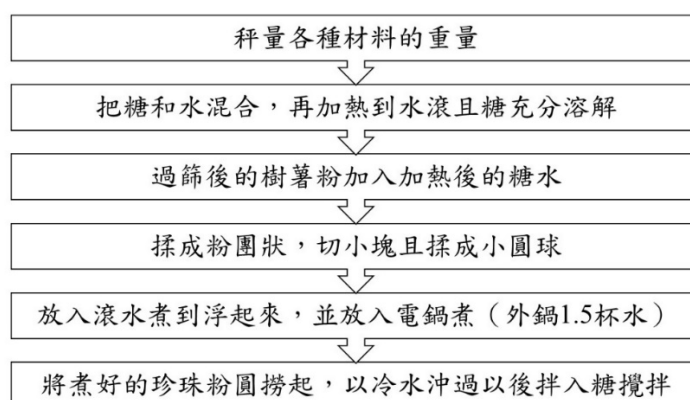 秤量各種材料的重量
把糖和水混合，再加熱到水滾且糖充分溶解
過篩後的樹薯粉加入加熱後的糖水
揉成粉團狀，切小塊且揉成小圓球
放入滾水煮到浮起來，並放入電鍋煮（外鍋1.5杯水）
將煮好的珍珠粉圓撈起，以冷水沖過以後拌入糖攪拌